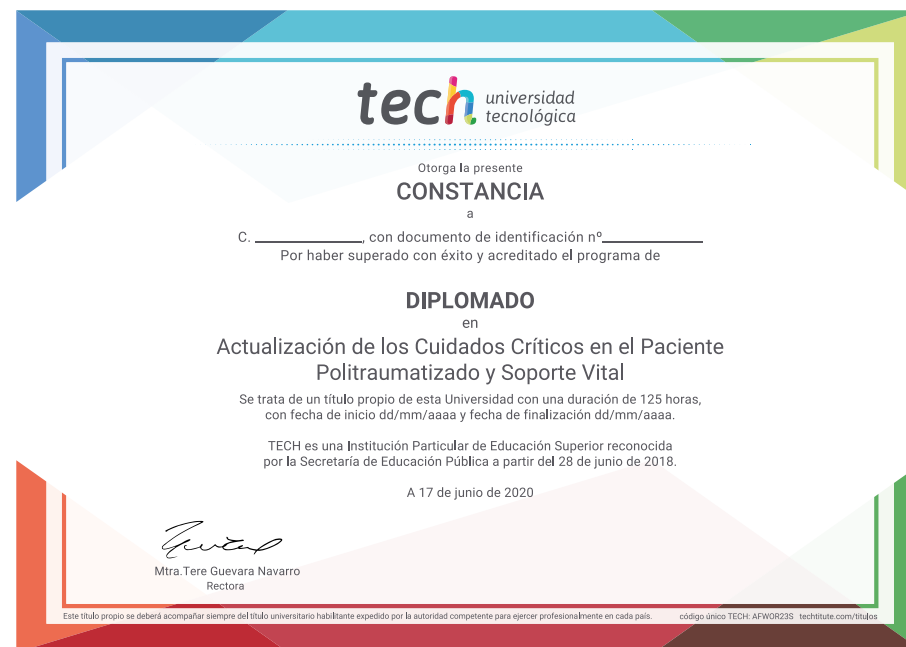 tech universidad
tecnológica
Otorga la presente
CONSTANCIA
a
C. ____________, con documento de identificación nº____________
Por haber superado con éxito y acreditado el programa de
DIPLOMADO
en
Actualización de los Cuidados Críticos en el Paciente
Politraumatizado y Soporte Vital
Se trata de un título propio de esta Universidad con una duración de 125 horas,
con fecha de inicio dd/mm/aaaa y fecha de finalización dd/mm/aaaa.
TECH es una Institución Particular de Educación Superior reconocida
por la Secretaría de Educación Pública a partir del 28 de junio de 2018.
A 17 de junio de 2020
Mtra.Tere Guevara Navarro
Rectora
Este título propio se deberá acompañar siempre del título universitario habilitante expedido por la autoridad competente para ejercer profesionalmente en cada país. código único TECH: AFWOR23S techtitute.com/titulos